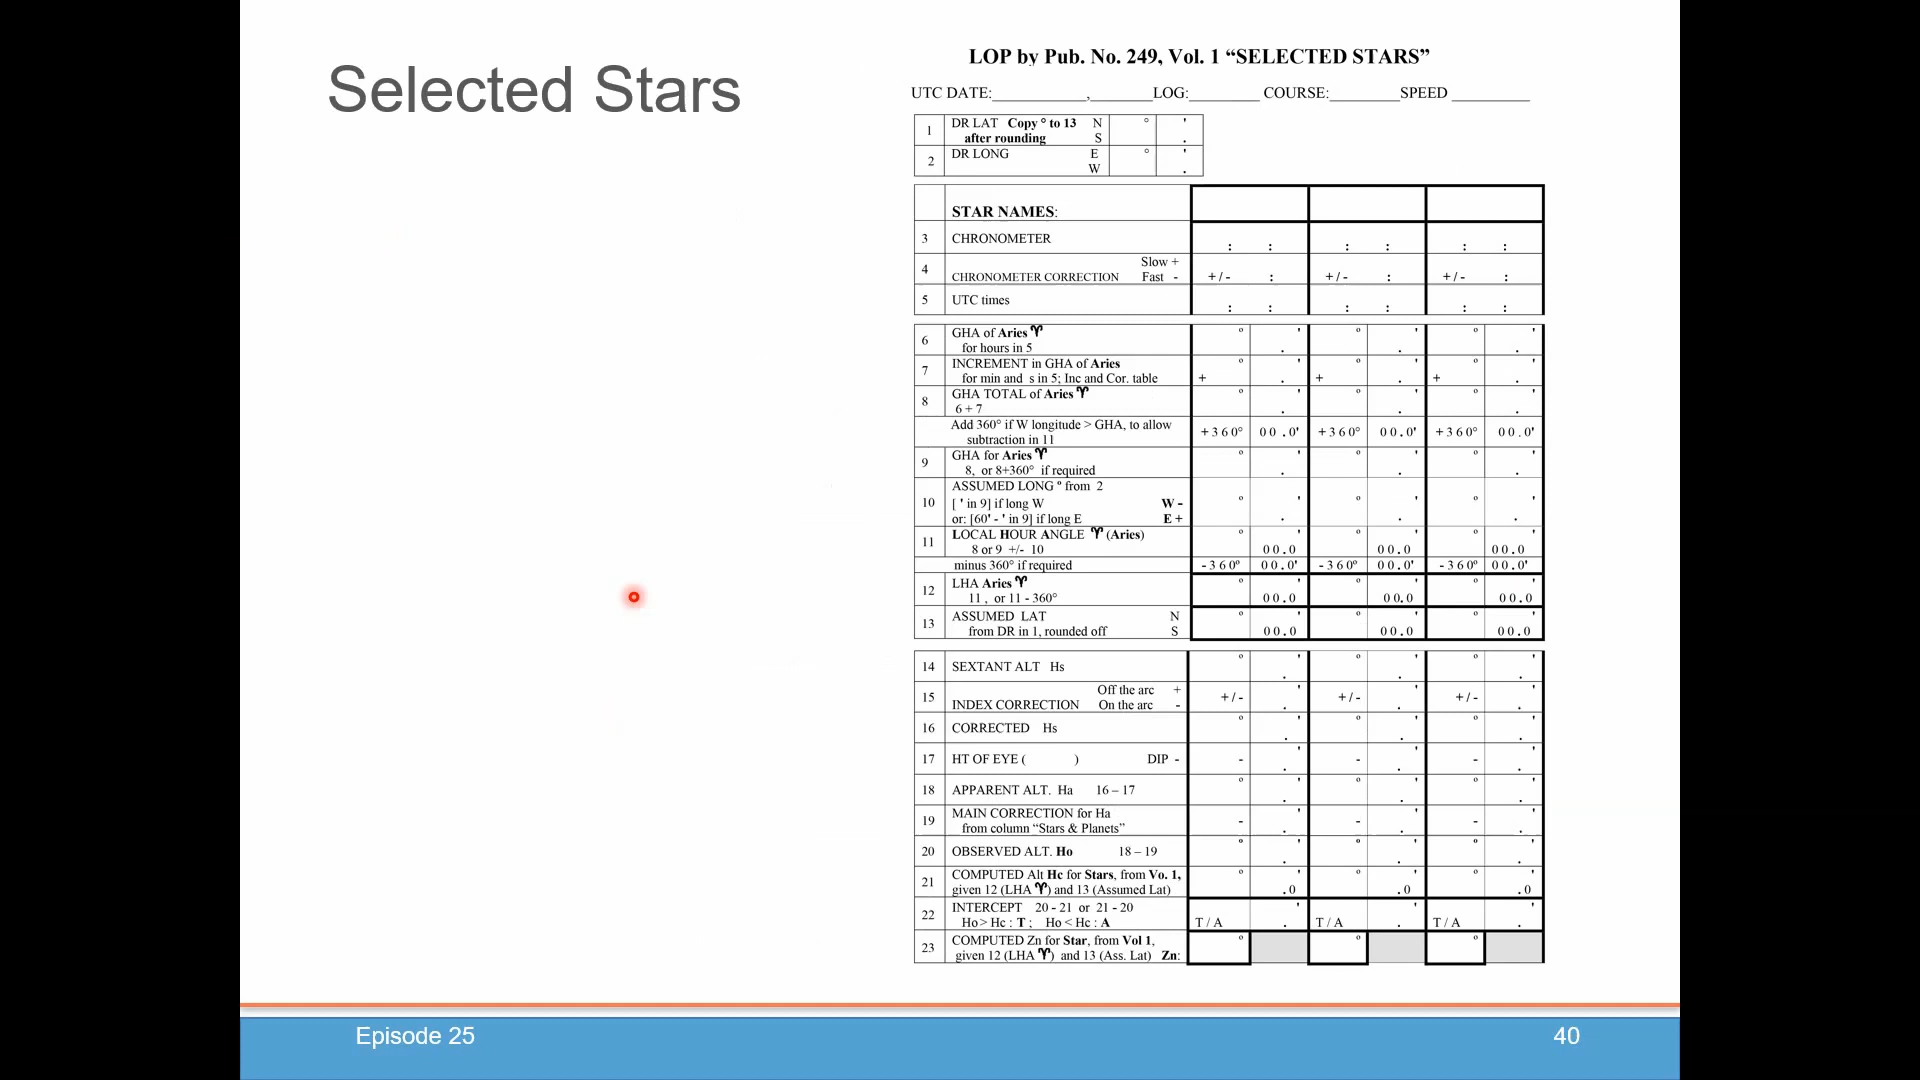 Selected Stars
LOP by Pub. No. 249, Vol. 1 “SELECTED STARS”
UTC DATE:____________,________LOG:_________ COURSE:_________SPEED __________
1 DR LAT Copy ° to 13 N ° '
after rounding S .
2 DR LONG E ° '
W .
STAR NAMES:
3 CHRONOMETER : : : : : :
4 CHRONOMETER CORRECTION Slow +
Fast - +/- : +/- : +/- :
5 UTC times : : : : : :
6 GHA of Aries ♈ º ' º ' º '
for hours in 5 . . .
7 INCREMENT in GHA of Aries º ' º ' º '
for min and s in 5; Inc and Cor. table + . + . + .
8 GHA TOTAL of Aries ♈ º ' º ' º '
6 + 7 . . .
Add 360° if W longitude > GHA, to allow
subtraction in 11 +360° 00.0' +360° 00.0' +360° 00.0'
9 GHA for Aries ♈ º ' º ' º '
8, or 8+360° if required . . .
10 ASSUMED LONG º from 2
[ ' in 9] if long W W - º ' º ' º '
or: [60' - ' in 9] if long E E + . . .
11 LOCAL HOUR ANGLE ♈ (Aries) º ' º ' º '
8 or 9 +/- 10 00.0 00.0 00.0
minus 360° if required -360º 00.0' -360º 00.0' -360º 00.0'
12 LHA Aries ♈ º ' º ' º '
11 , or 11 - 360° 00.0 00.0 00.0
13 ASSUMED LAT N º ' º ' º '
from DR in 1, rounded off S 00.0 00.0 00.0
14 SEXTANT ALT Hs º ' . º ' . º ' .
15 INDEX CORRECTION Off the arc +
On the arc - +/- ' . +/- ' . +/- ' .
16 CORRECTED Hs º ' . º ' . º ' .
17 HT OF EYE ( ) DIP - - ' . - ' . - ' .
18 APPARENT ALT. Ha 16 – 17 º ' . º ' . º ' .
19 MAIN CORRECTION for Ha
from column “Stars & Planets” - ' . - ' . - ' .
20 OBSERVED ALT. Ho 18 – 19 º ' . º ' . º ' .
21 COMPUTED Alt Hc for Stars, from Vo. 1, º ' º ' º '
given 12 (LHA ♈) and 13 (Assumed Lat) .0 .0 .0
22 INTERCEPT 20 - 21 or 21 - 20 ' ' '
Ho > Hc : T ; Ho < Hc : A T / A . T / A . T / A .
23 COMPUTED Zn for Star, from Vol 1, º º º
given 12 (LHA ♈) and 13 (Ass. Lat) Zn:
Episode 25
40